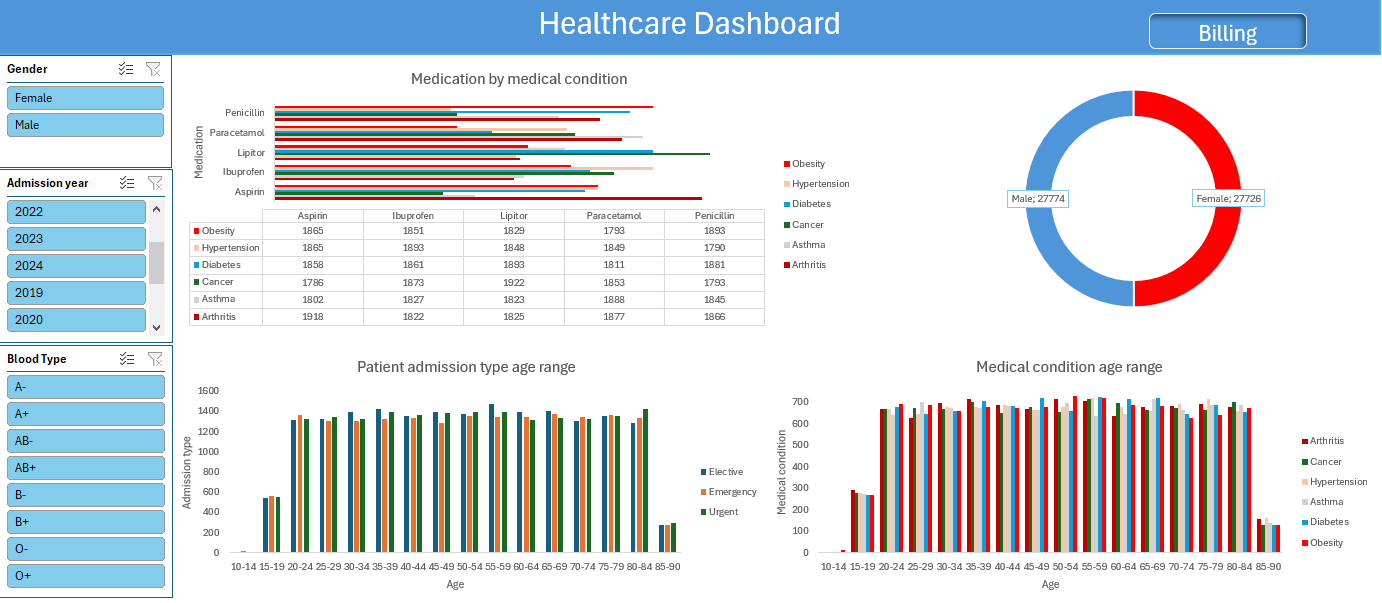 Healthcare Dashboard
Billing
Gender
Female
Male
Admission year
2022
2023
2024
2019
2020
Blood Type
A-
A+
AB-
AB+
B-
B+
O-
O+
Medication by medical condition
Medication
Penicillin
Paracetamol
Lipitor
Ibuprofen
Aspirin
Aspirin Ibuprofen Lipitor Paracetamol Penicillin
Obesity 1865 1851 1829 1793 1893
Hypertension 1865 1893 1848 1849 1790
Diabetes 1858 1861 1893 1811 1881
Cancer 1786 1873 1922 1853 1793
Asthma 1802 1827 1823 1888 1845
Arthritis 1918 1822 1825 1877 1866
Obesity
Hypertension
Diabetes
Cancer
Asthma
Arthritis
Male; 27774
Female; 27726
Patient admission type age range
Admission type
1600
1400
1200
1000
800
600
400
200
0
10-14 15-19 20-24 25-29 30-34 35-39 40-44 45-49 50-54 55-59 60-64 65-69 70-74 75-79 80-84 85-90
Age
Elective
Emergency
Urgent
Medical condition age range
Medical condition
700
600
500
400
300
200
100
0
10-14 15-19 20-24 25-29 30-34 35-39 40-44 45-49 50-54 55-59 60-64 65-69 70-74 75-79 80-84 85-90
Age
Arthritis
Cancer
Hypertension
Asthma
Diabetes
Obesity